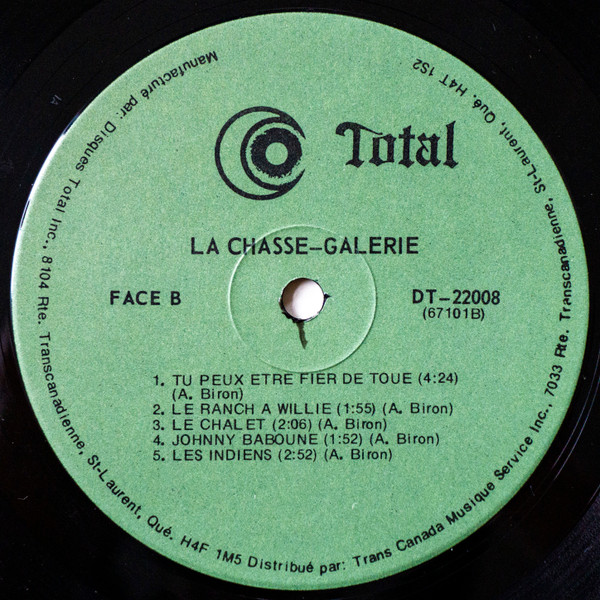 Total
LA CHASSE-GALERIE
FACE B
DT-22008
(67101B)
1. TU PEUX ETRE FIER DE TOUE (4:24)
(A. Biron)
2. LE RANCH A WILLIE (1:55) (A. Biron)
3. LE CHALET (2:06) (A. Biron)
4. JOHNNY BABOUNE (1:52) (A. Biron)
5. LES INDIENS (2:52) (A. Biron)
Manufacturé par: Disques Total Inc., 8104 Rte. Transcanadienne, St-Laurent, Qué. H4F 1M5 Distribué par: Trans Canada Musique Service Inc., 7033 Rte. Transcanadienne, St-Laurent, Qué. H4T 1S2